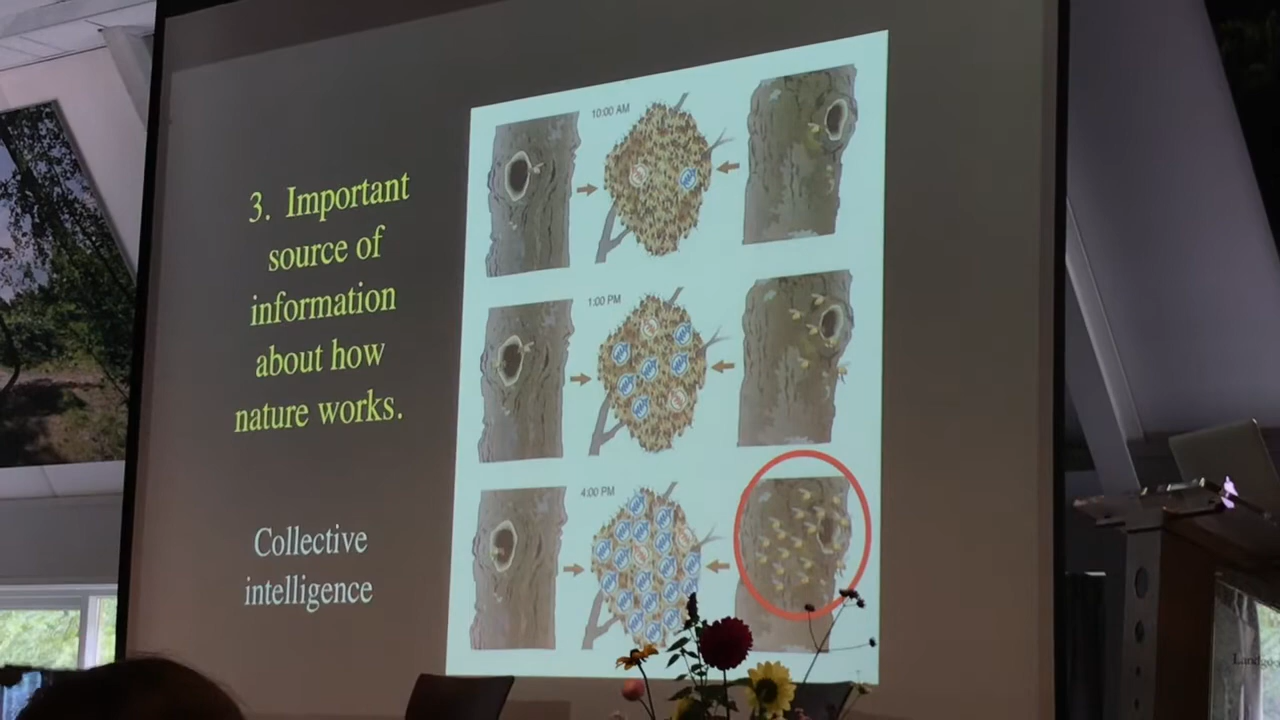 3. Important
source of
information
about how
nature works.
Collective
intelligence
10:00 AM
1:00 PM
4:00 PM